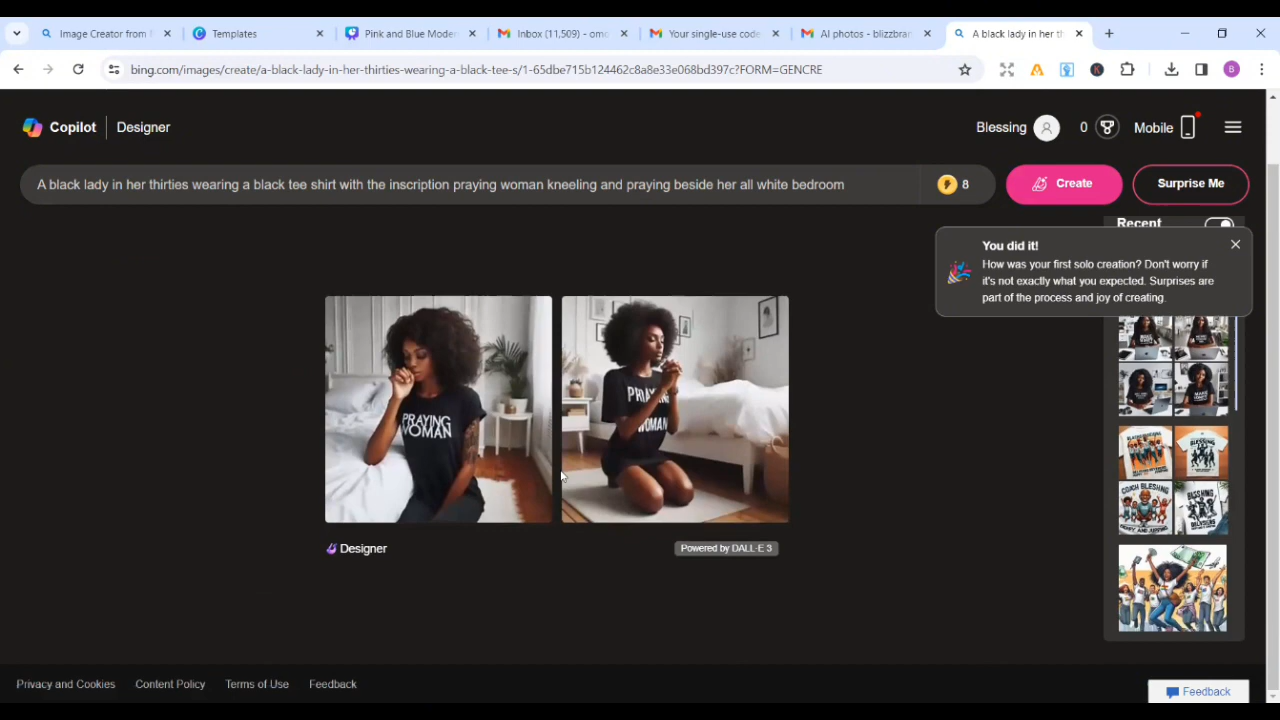 Image Creator from
Templates
Pink and Blue Modern
Inbox (11,509) - omo
Your single-use code
AI photos - blizzbran
A black lady in her th
bing.com/images/create/a-black-lady-in-her-thirties-wearing-a-black-tee-s/1-65dbe715b124462c8a8e33e068bd397c?FORM=GENCRE
B
Copilot
Designer
Blessing
0
Mobile
A black lady in her thirties wearing a black tee shirt with the inscription praying woman kneeling and praying beside her all white bedroom
8
Create
Surprise Me
Recent
You did it!
How was your first solo creation? Don't worry if
it's not exactly what you expected. Surprises are
part of the process and joy of creating.
PRAYING
WOMAN
PRAYING
WOMAN
Designer
Powered by DALL·E 3
Privacy and Cookies
Content Policy
Terms of Use
Feedback
Feedback